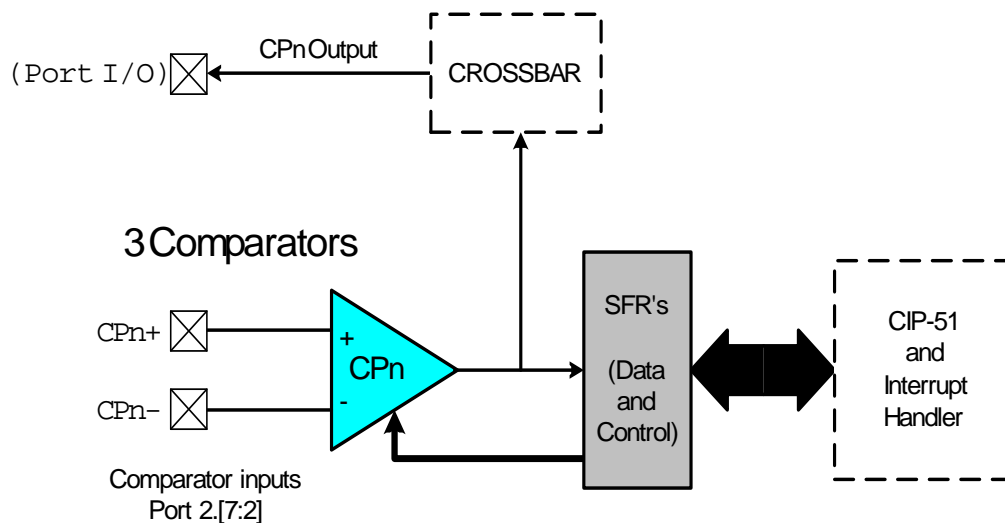 CPn Output
(Port I/O)
CROSSBAR
3 Comparators
CPn+
+
CPn
-
CPn-
SFR's
(Data
and
Control)
CIP-51
and
Interrupt
Handler
Comparator inputs
Port 2.[7:2]